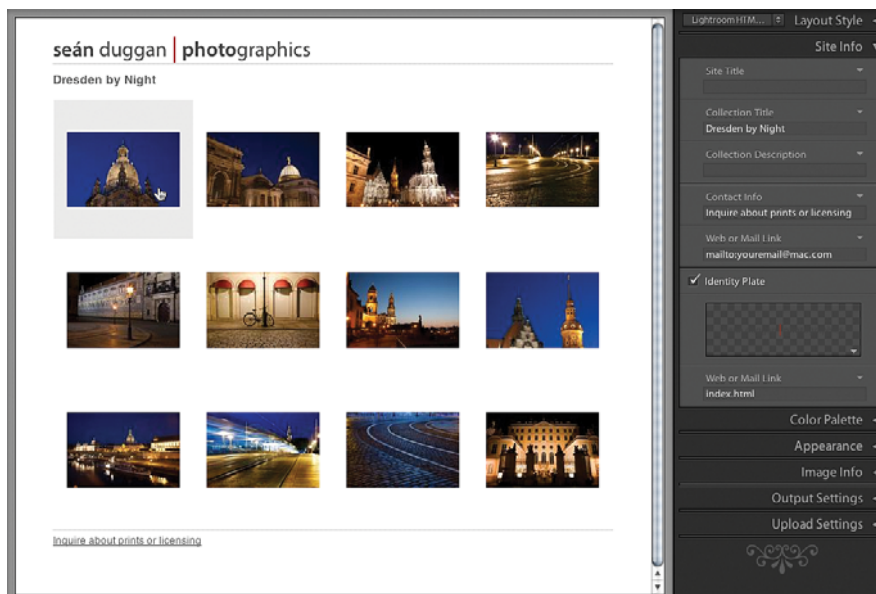 seán duggan | photographics
Dresden by Night
Inquire about prints or licensing
Lightroom HTM...
Layout Style
Site Info
Site Title
Collection Title
Dresden by Night
Collection Description
Contact Info
Inquire about prints or licensing
Web or Mail Link
mailto:youremail@mac.com
Identity Plate
Web or Mail Link
index.html
Color Palette
Appearance
Image Info
Output Settings
Upload Settings